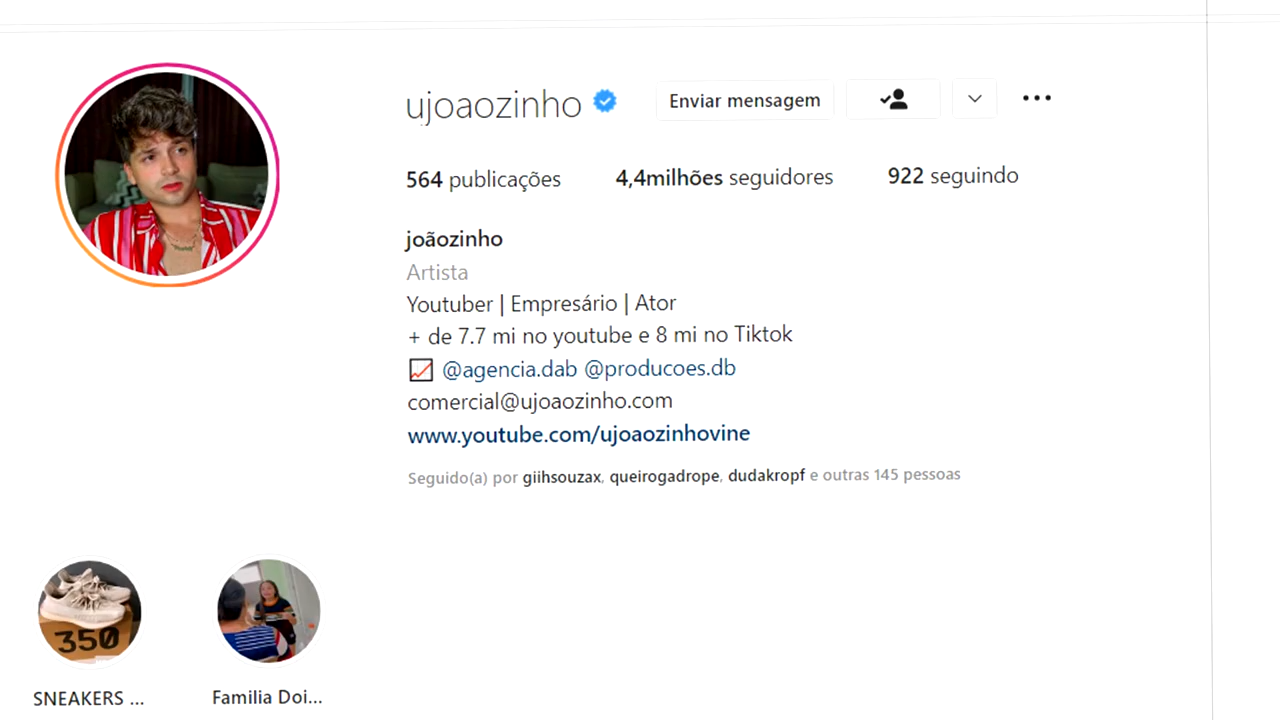 ujoaozinho Enviar mensagem
564 publicações 4,4milhões seguidores 922 seguindo
joãozinho
Artista
Youtuber | Empresário | Ator
+ de 7.7 mi no youtube e 8 mi no Tiktok
@agencia.dab @producoes.db
comercial@ujoaozinho.com
www.youtube.com/ujoaozinhovine
Seguido(a) por giihsouzax, queirogadrope, dudakropf e outras 145 pessoas
350
SNEAKERS ... Familia Doi...